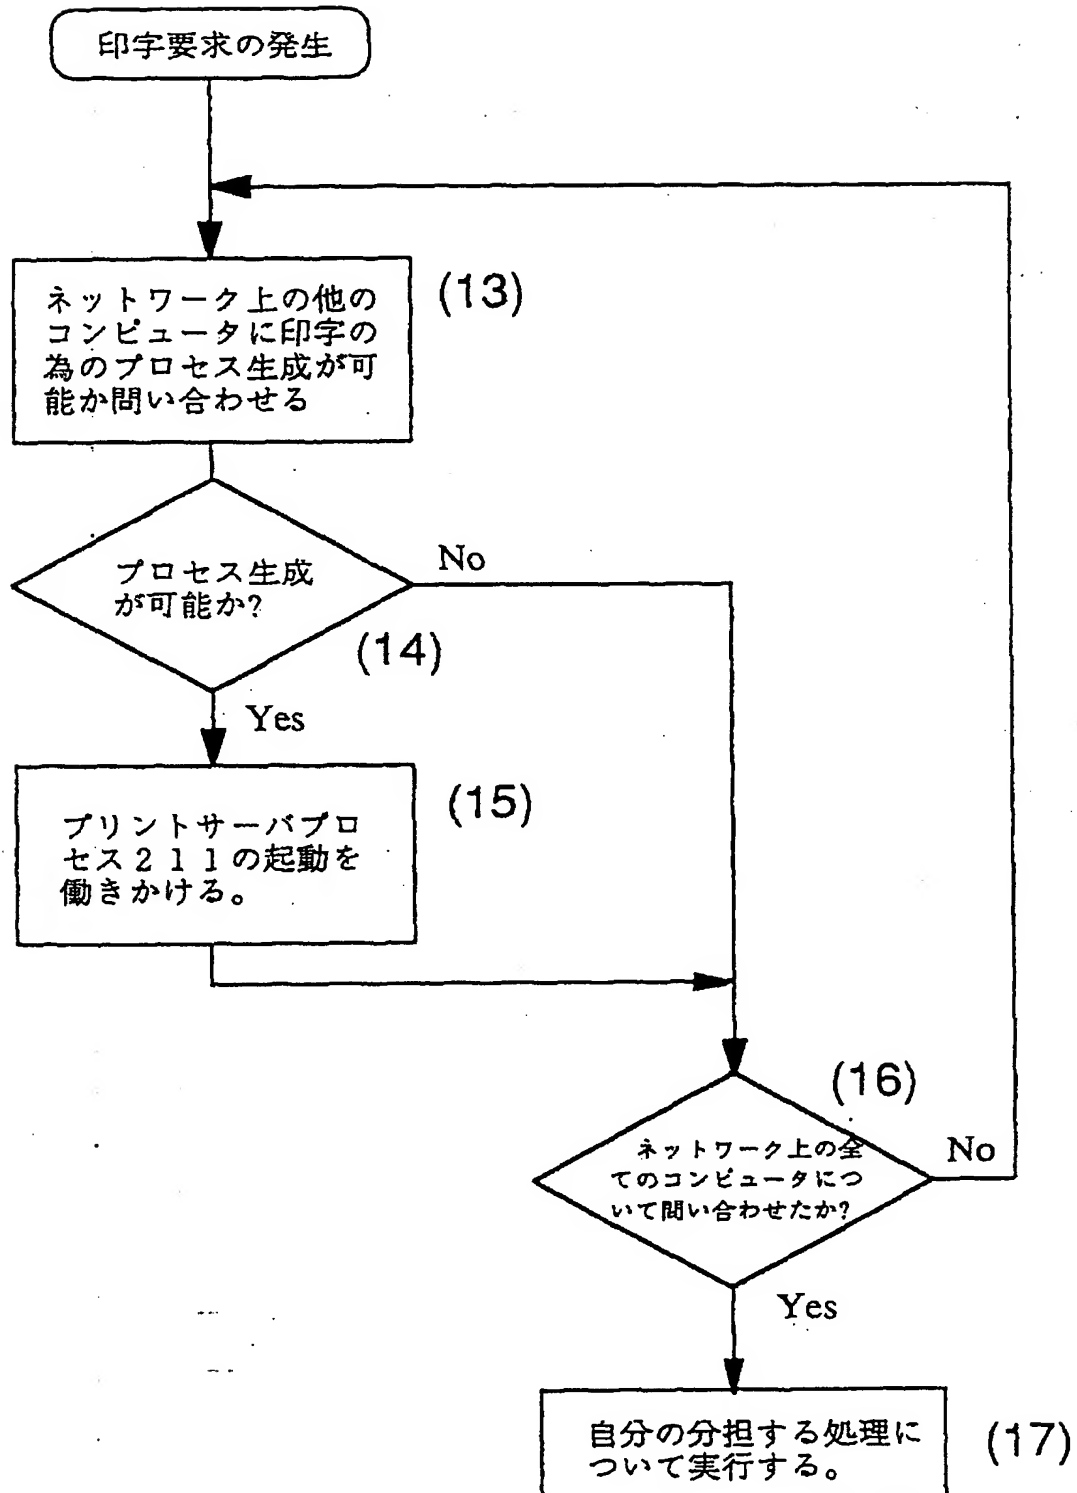 印字要求の発生
(13)
ネットワーク上の他の
コンピュータに印字の
為のプロセス生成が可
能か問い合わせる
No
プロセス生成
が可能か?
(14)
Yes
(15)
プリントサーバプロ
セス211の起動を
働きかける。
(16)
ネットワーク上の全
てのコンピュータにつ
いて問い合わせたか?
No
Yes
自分の分担する処理に
ついて実行する。
(17)